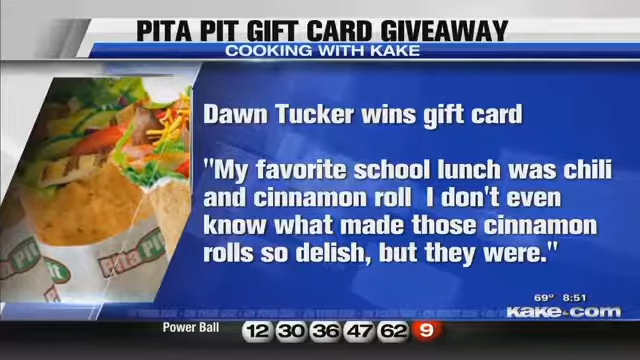 PITA PIT GIFT CARD GIVEAWAY
COOKING WITH KAKE
Dawn Tucker wins gift card
"My favorite school lunch was chili
and cinnamon roll I don't even
know what made those cinnamon
rolls so delish, but they were."
Pita Pit
69° 8:51
KAKE.COM
Power Ball 12 30 36 47 62 9